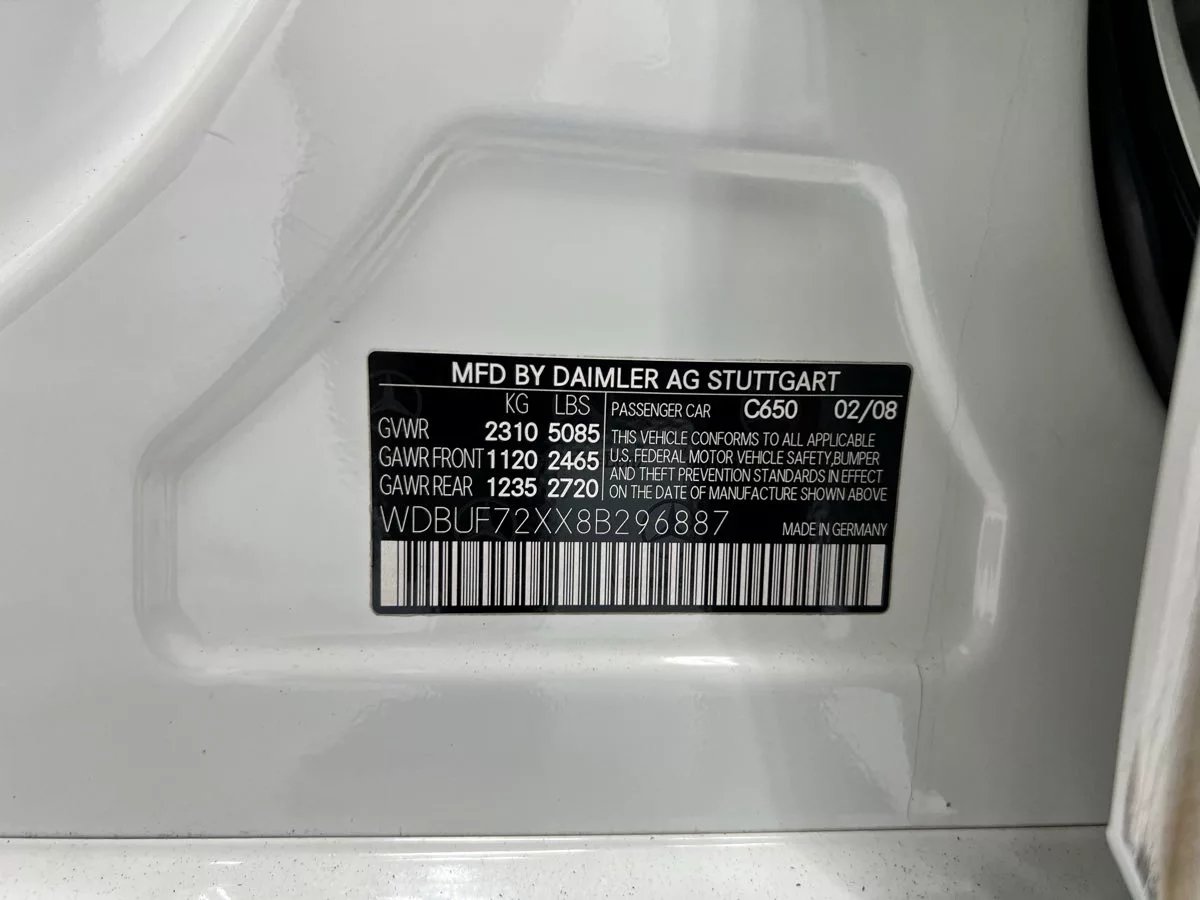 MFD BY DAIMLER AG STUTTGART
KG LBS
GVWR 2310 5085
GAWR FRONT 1120 2465
GAWR REAR 1235 2720
PASSENGER CAR C650 02/08
THIS VEHICLE CONFORMS TO ALL APPLICABLE
U.S. FEDERAL MOTOR VEHICLE SAFETY,BUMPER
AND THEFT PREVENTION STANDARDS IN EFFECT
ON THE DATE OF MANUFACTURE SHOWN ABOVE
WDBUF72XX8B296887 MADE IN GERMANY